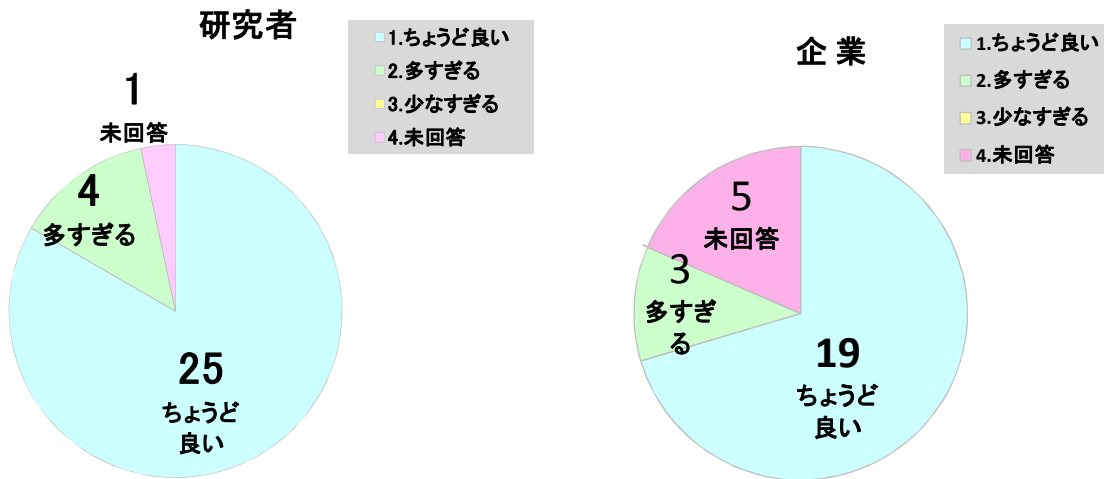 研究者
1.ちょうど良い
2.多すぎる
3.少なすぎる
4.未回答
1
未回答
4
多すぎる
25
ちょうど
良い
企 業
1.ちょうど良い
2.多すぎる
3.少なすぎる
4.未回答
5
未回答
3
多すぎ
る
19
ちょうど
良い